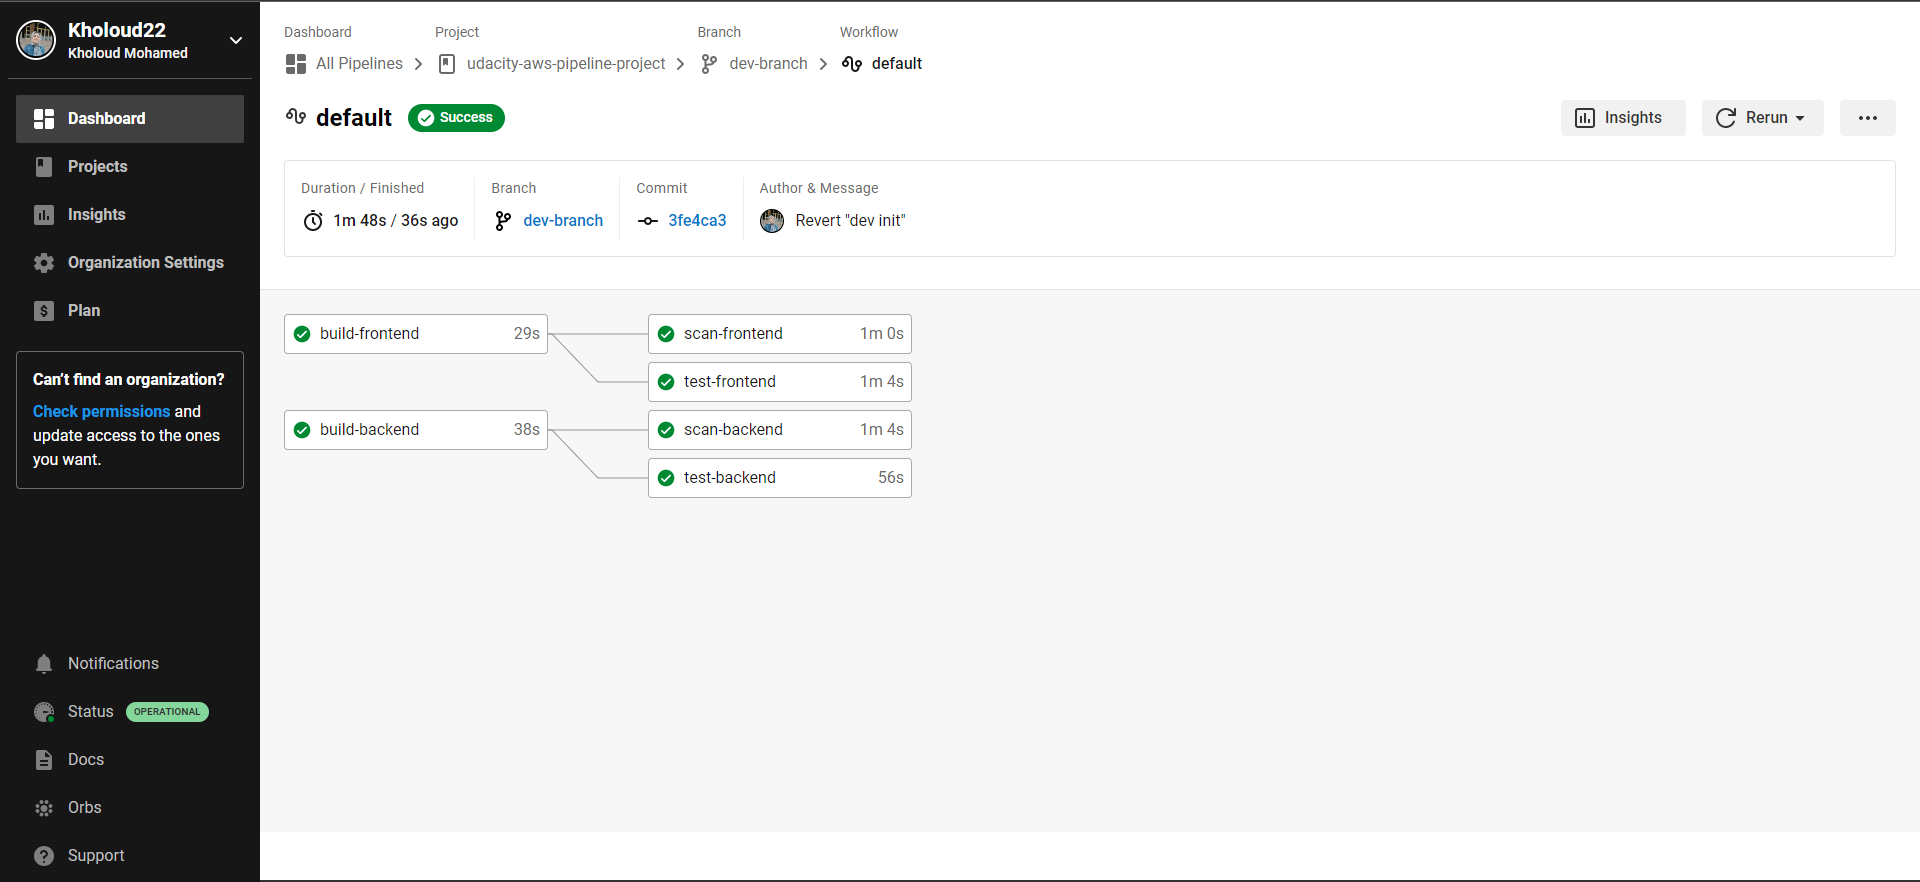 Kholoud22
Kholoud Mohamed
Dashboard
Projects
Insights
Organization Settings
Plan
Can't find an organization?
Check permissions and
update access to the ones
you want.
Notifications
Status OPERATIONAL
Docs
Orbs
Support
Dashboard Project Branch Workflow
All Pipelines udacity-aws-pipeline-project dev-branch default
default Success Insights Rerun
Duration / Finished Branch Commit Author & Message
1m 48s / 36s ago dev-branch 3fe4ca3 Revert "dev init"
build-frontend 29s scan-frontend 1m 0s
test-frontend 1m 4s
build-backend 38s scan-backend 1m 4s
test-backend 56s